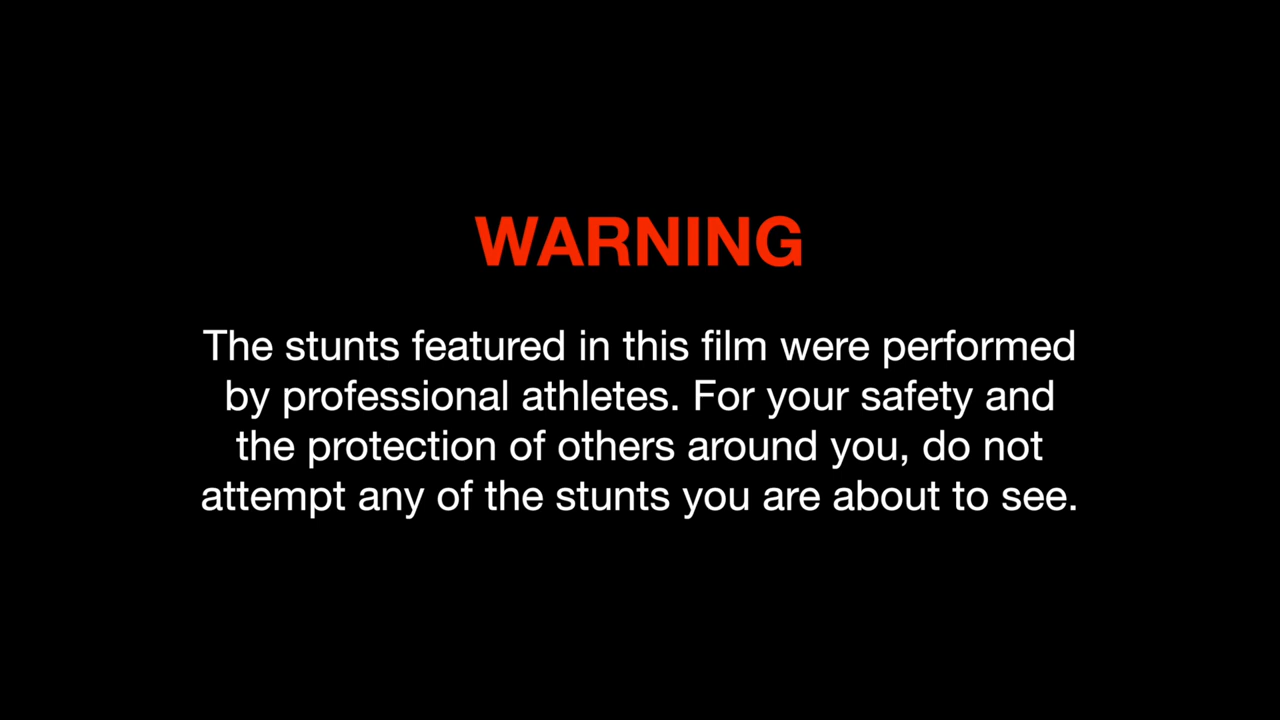 WARNING
The stunts featured in this film were performed
by professional athletes. For your safety and
the protection of others around you, do not
attempt any of the stunts you are about to see.